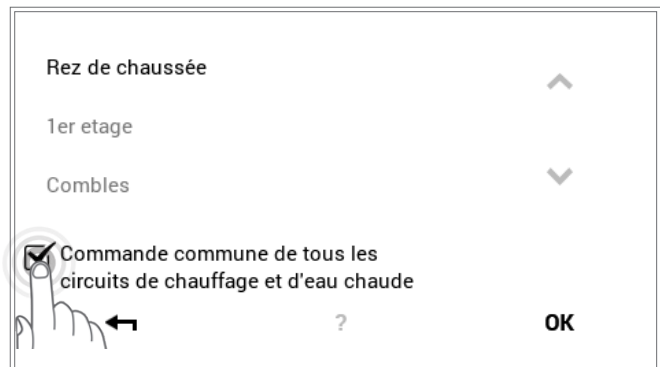 Rez de chaussée
1er etage
Combles
Commande commune de tous les
circuits de chauffage et d'eau chaude
? OK